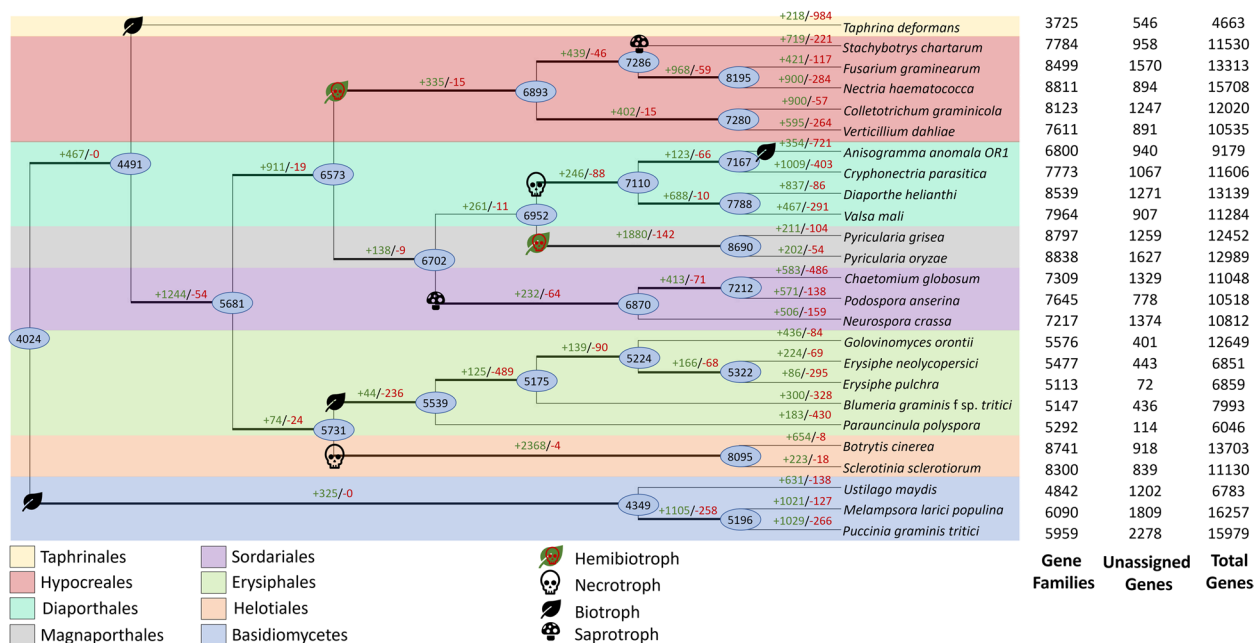 +218/-984
Taphrina deformans 3725 546 4663
+719/-221
Stachybotrys chartarum 7784 958 11530
+439/-46
7286
+421/-117
Fusarium graminearum 8499 1570 13313
+968/-59
8195
+335/-15
6893
+900/-284
Nectria haematococca 8811 894 15708
+900/-57
Colletotrichum graminicola 8123 1247 12020
+402/-15
7280
+595/-264
Verticillium dahliae 7611 891 10535
+354/-721
Anisogramma anomala OR1 6800 940 9179
+467/-0
4491
+123/-66
7167
+1009/-403
Cryphonectria parasitica 7773 1067 11606
+911/-19
6573
+246/-88
7110
+837/-86
Diaporthe helianthi 8539 1271 13139
+688/-10
7788
+467/-291
Valsa mali 7964 907 11284
+261/-11
6952
+211/-104
Pyricularia grisea 8797 1259 12452
+1880/-142
8690
+202/-54
Pyricularia oryzae 8838 1627 12989
+138/-9
6702
+583/-486
Chaetomium globosum 7309 1329 11048
+413/-71
7212
+571/-138
Podospora anserina 7645 778 10518
+1244/-54
5681
+232/-64
6870
+506/-159
Neurospora crassa 7217 1374 10812
4024
+436/-84
Golovinomyces orontii 5576 401 12649
+139/-90
5224
+224/-69
Erysiphe neolycopersici 5477 443 6851
+166/-68
5322
+86/-295
Erysiphe pulchra 5113 72 6859
+125/-489
5175
+300/-328
Blumeria graminis f sp. tritici 5147 436 7993
+44/-236
5539
+183/-430
Parauncinula polyspora 5292 114 6046
+74/-24
5731
+654/-8
Botrytis cinerea 8741 918 13703
+2368/-4
8095
+223/-18
Sclerotinia sclerotiorum 8300 839 11130
+631/-138
Ustilago maydis 4842 1202 6783
+325/-0
4349
+1021/-127
Melampsora larici populina 6090 1809 16257
+1105/-258
5196
+1029/-266
Puccinia graminis tritici 5959 2278 15979
Gene Families
Unassigned Genes
Total Genes
Taphrinales
Hypocreales
Diaporthales
Magnaporthales
Sordariales
Erysiphales
Helotiales
Basidiomycetes
Hemibiotroph
Necrotroph
Biotroph
Saprotroph